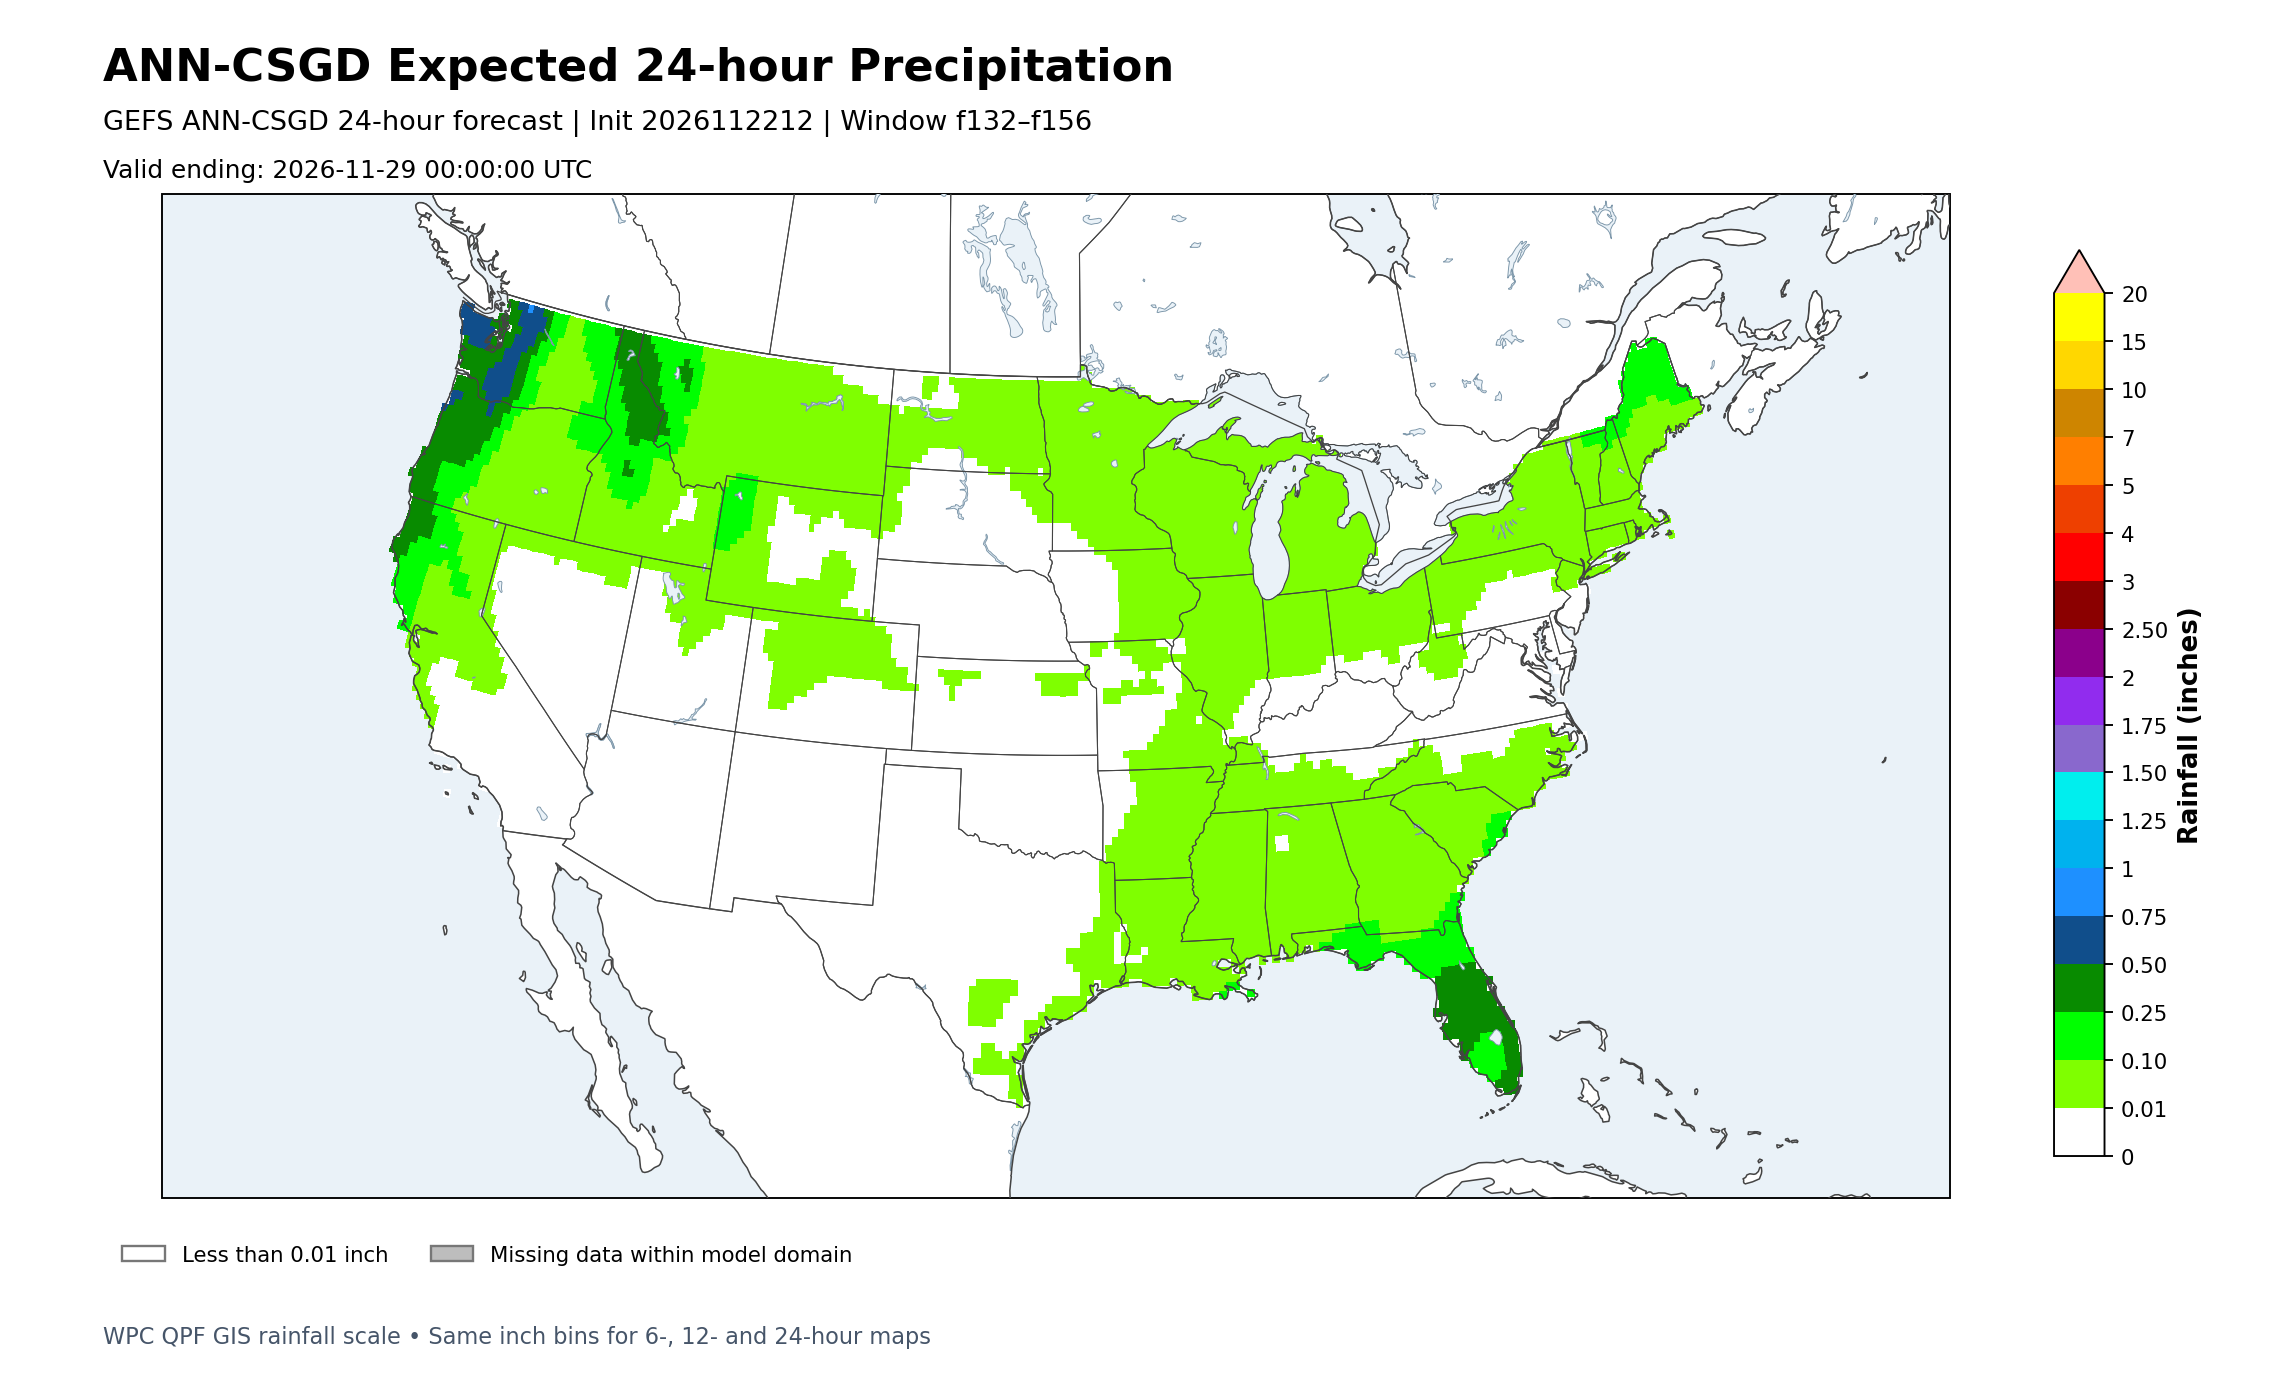 ANN-CSGD Expected 24-hour Precipitation
GEFS ANN-CSGD 24-hour forecast | Init 2026112212 | Window f132–f156
Valid ending: 2026-11-29 00:00:00 UTC
20
15
10
7
5
4
3
2.50
2
1.75
1.50
1.25
1
0.75
0.50
0.25
0.10
0.01
0
Rainfall (inches)
Less than 0.01 inch
Missing data within model domain
WPC QPF GIS rainfall scale • Same inch bins for 6-, 12- and 24-hour maps